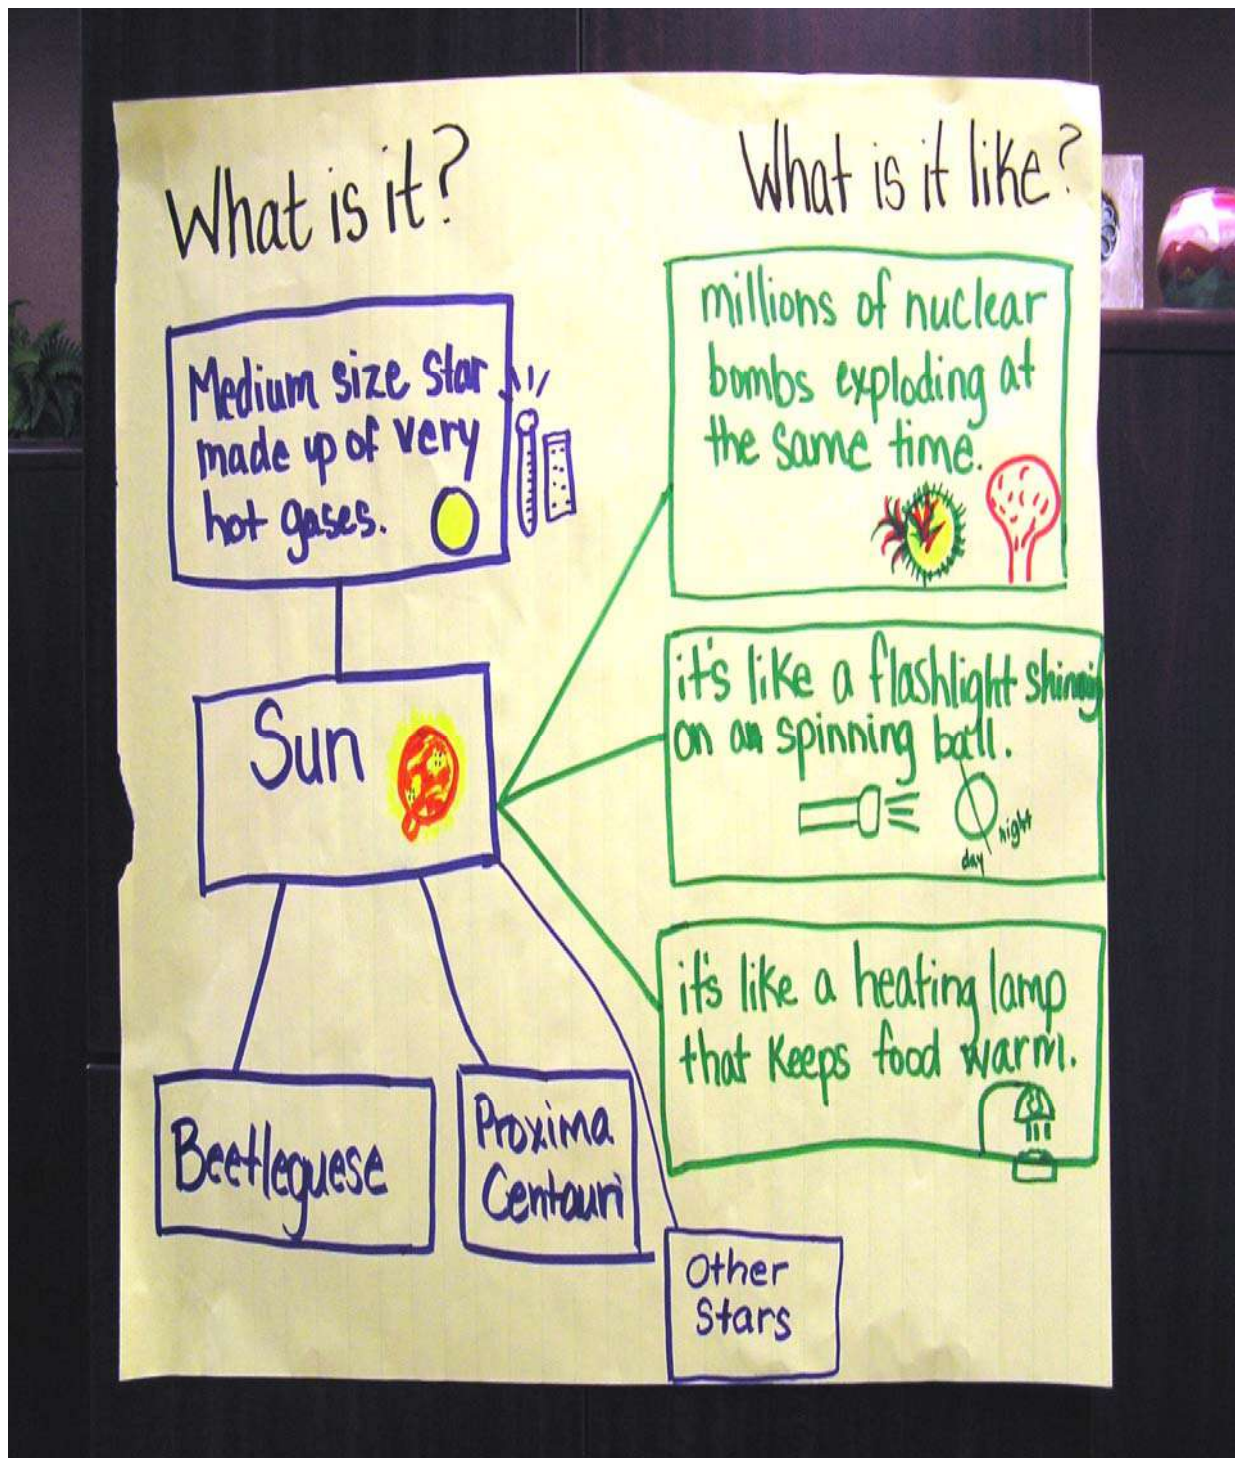 What is it?
What is it like?
Medium size star
made up of very
hot gases.
Sun
Beetleguese
Proxima
Centauri
Other
Stars
millions of nuclear
bombs exploding at
the same time.
it's like a flashlight shining
on an spinning ball.
day
night
it's like a heating lamp
that keeps food warm.